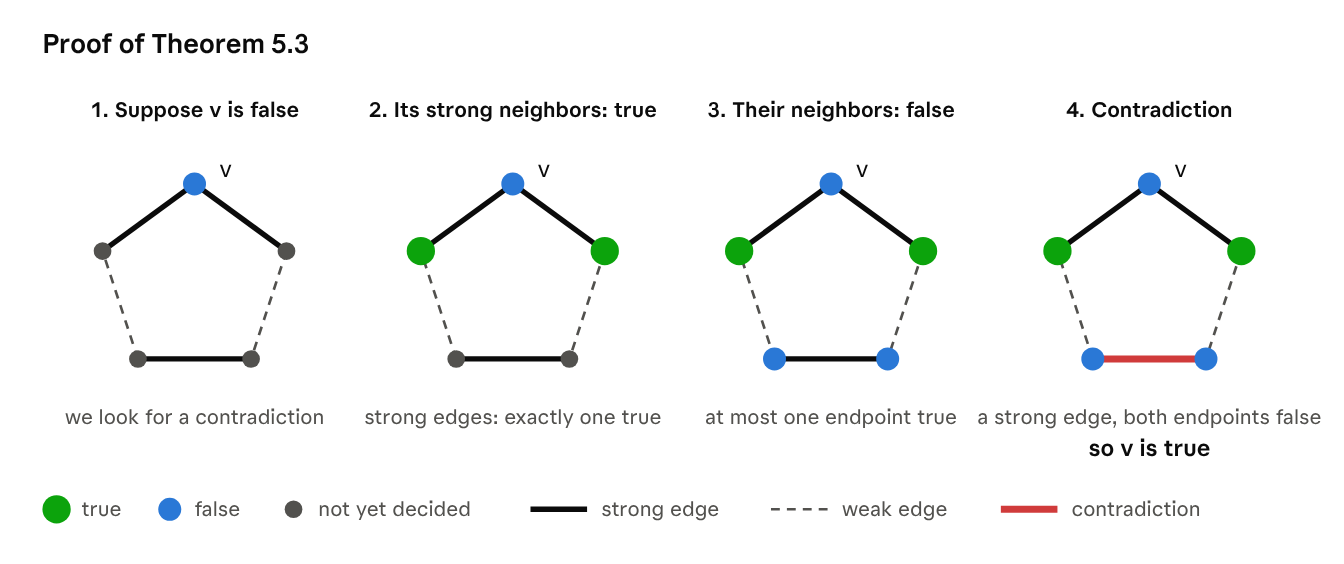 Proof of Theorem 5.3
1. Suppose v is false
2. Its strong neighbors: true
3. Their neighbors: false
4. Contradiction
v
v
v
v
we look for a contradiction
strong edges: exactly one true
at most one endpoint true
a strong edge, both endpoints false
so v is true
true
false
not yet decided
strong edge
weak edge
contradiction